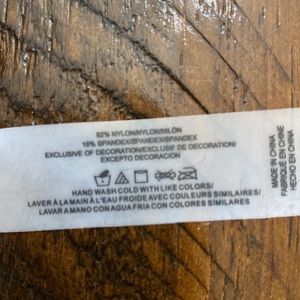 82% NYLON/NYLON/NILÓN
18% SPANDEX/SPANDEX/SPANDEX
EXCLUSIVE OF DECORATION/EXCLUSIF DE DECORATION/
EXCEPTO DECORACION
HAND WASH COLD WITH LIKE COLORS/
LAVER À LA MAIN À L'EAU FROIDE AVEC COULEURS SIMILAIRES/
LAVAR A MANO CON AGUA FRIA CON COLORES SIMILARES
MADE IN CHINA
FABRIQUÉ EN CHINE
HECHO EN CHINA